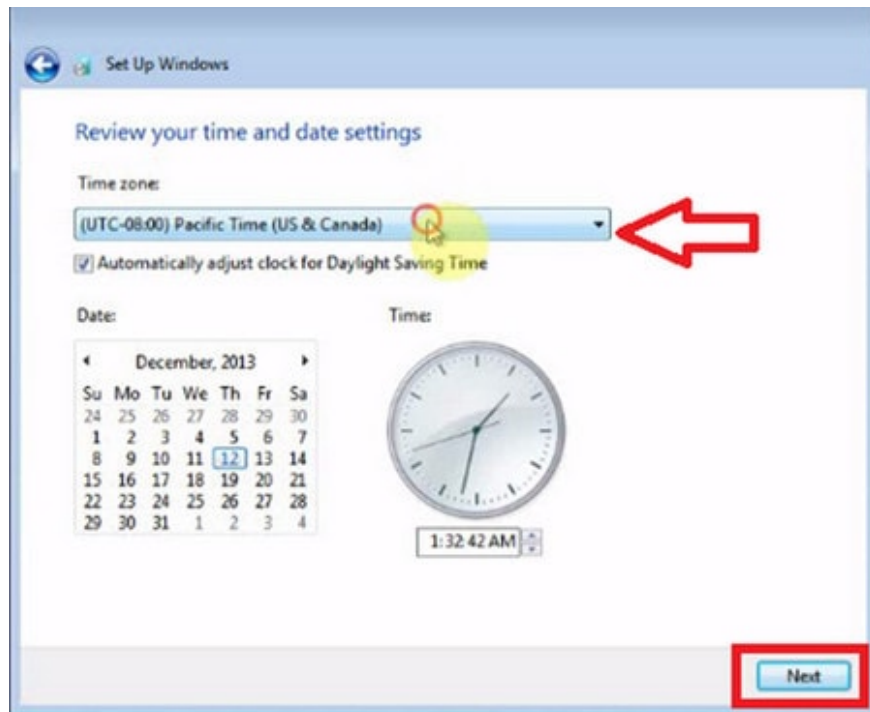 Set Up Windows
Review your time and date settings
Time zone:
(UTC-08:00) Pacific Time (US & Canada)
Automatically adjust clock for Daylight Saving Time
Date:
Time:
December, 2013
Su Mo Tu We Th Fr Sa
24 25 26 27 28 29 30
1 2 3 4 5 6 7
8 9 10 11 12 13 14
15 16 17 18 19 20 21
22 23 24 25 26 27 28
29 30 31 1 2 3 4
1:32:42 AM
Next